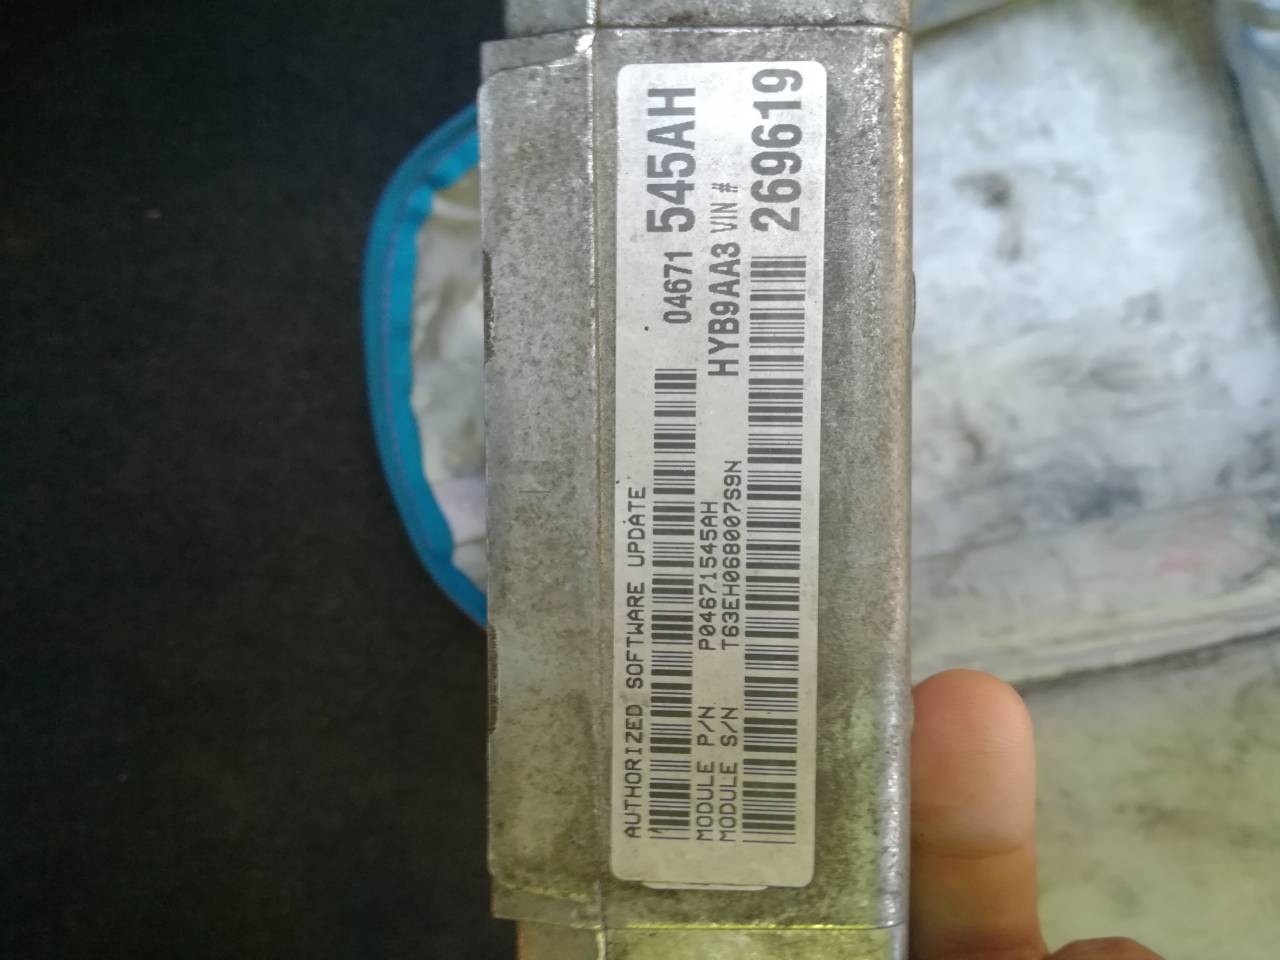 04671 545AH
HYB9AA3 VIN #
269619
AUTHORIZED SOFTWARE UPDATE
MODULE P/N P04671545AH
MODULE S/N T63EH068007S9N